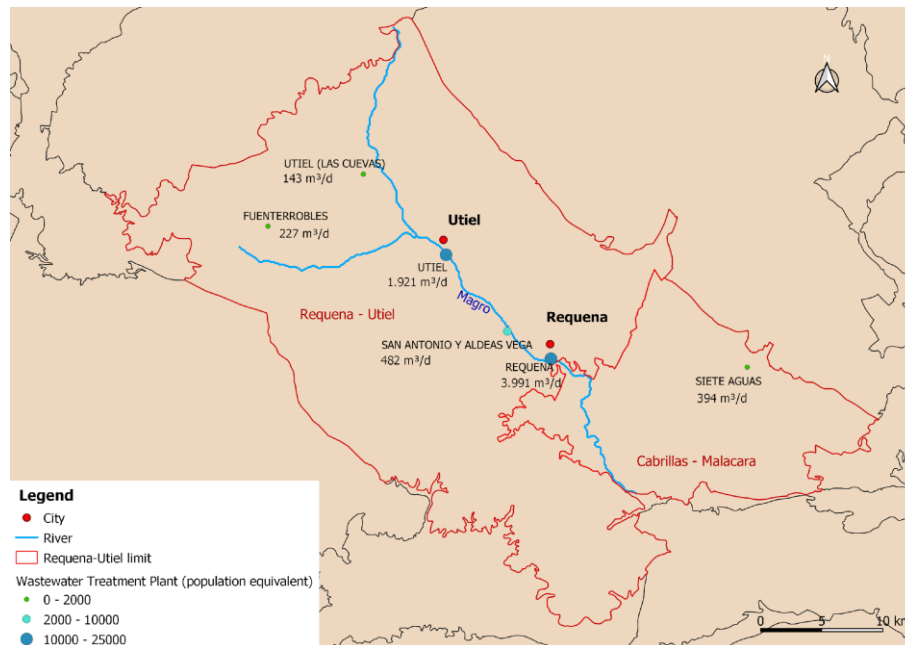 N
UTIEL (LAS CUEVAS)
143 m³/d
FUENTERROBLES
227 m³/d
Utiel
UTIEL
1.921 m³/d
Magro
Requena - Utiel
Requena
SAN ANTONIO Y ALDEAS VEGA
482 m³/d
REQUENA
3.991 m³/d
SIETE AGUAS
394 m³/d
Cabrillas - Malacara
Legend
City
River
Requena-Utiel limit
Wastewater Treatment Plant (population equivalent)
0 - 2000
2000 - 10000
10000 - 25000
0 5 10 km